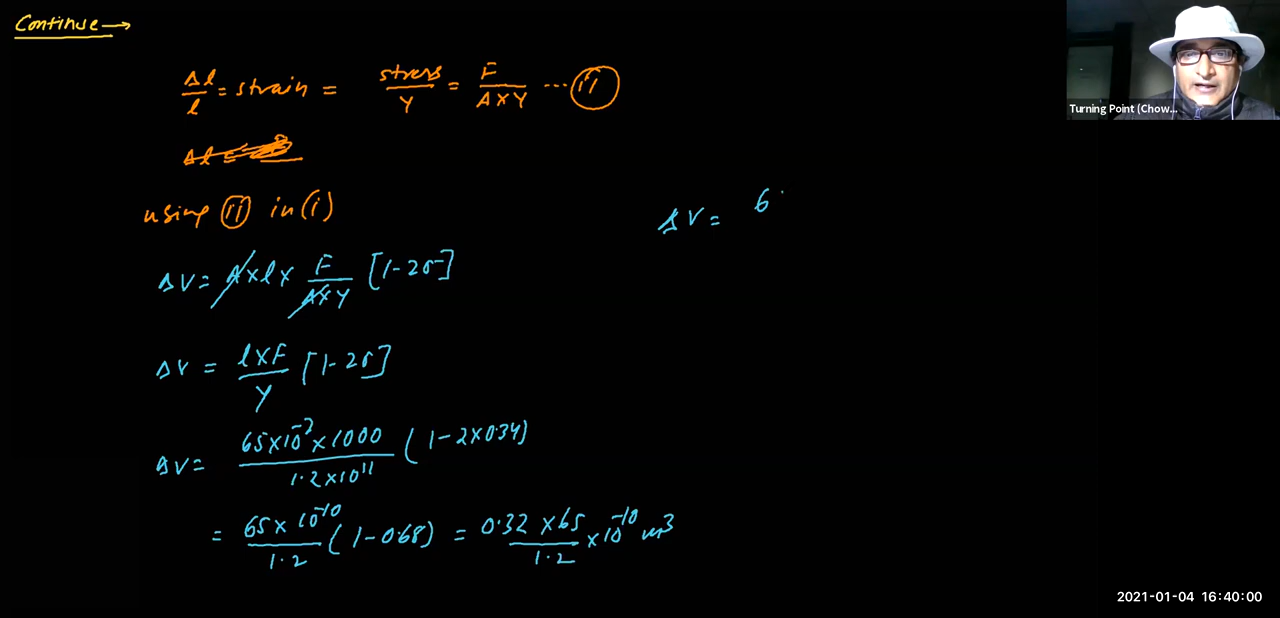 Continue →
Δl/l = strain = stress/Y = F/A×Y ... (ii)
using (ii) in (i)
ΔV = A×l× F/A×Y [1-2σ]
ΔV = l×F/Y [1-2σ]
ΔV = 65×10⁻²×1000/1.2×10¹¹ (1-2×0.34)
= 65×10⁻¹⁰/1.2 (1-0.68) = 0.32×65/1.2 ×10⁻¹⁰ m³
ΔV = 6.
Turning Point (Chow...
2021-01-04 16:40:00